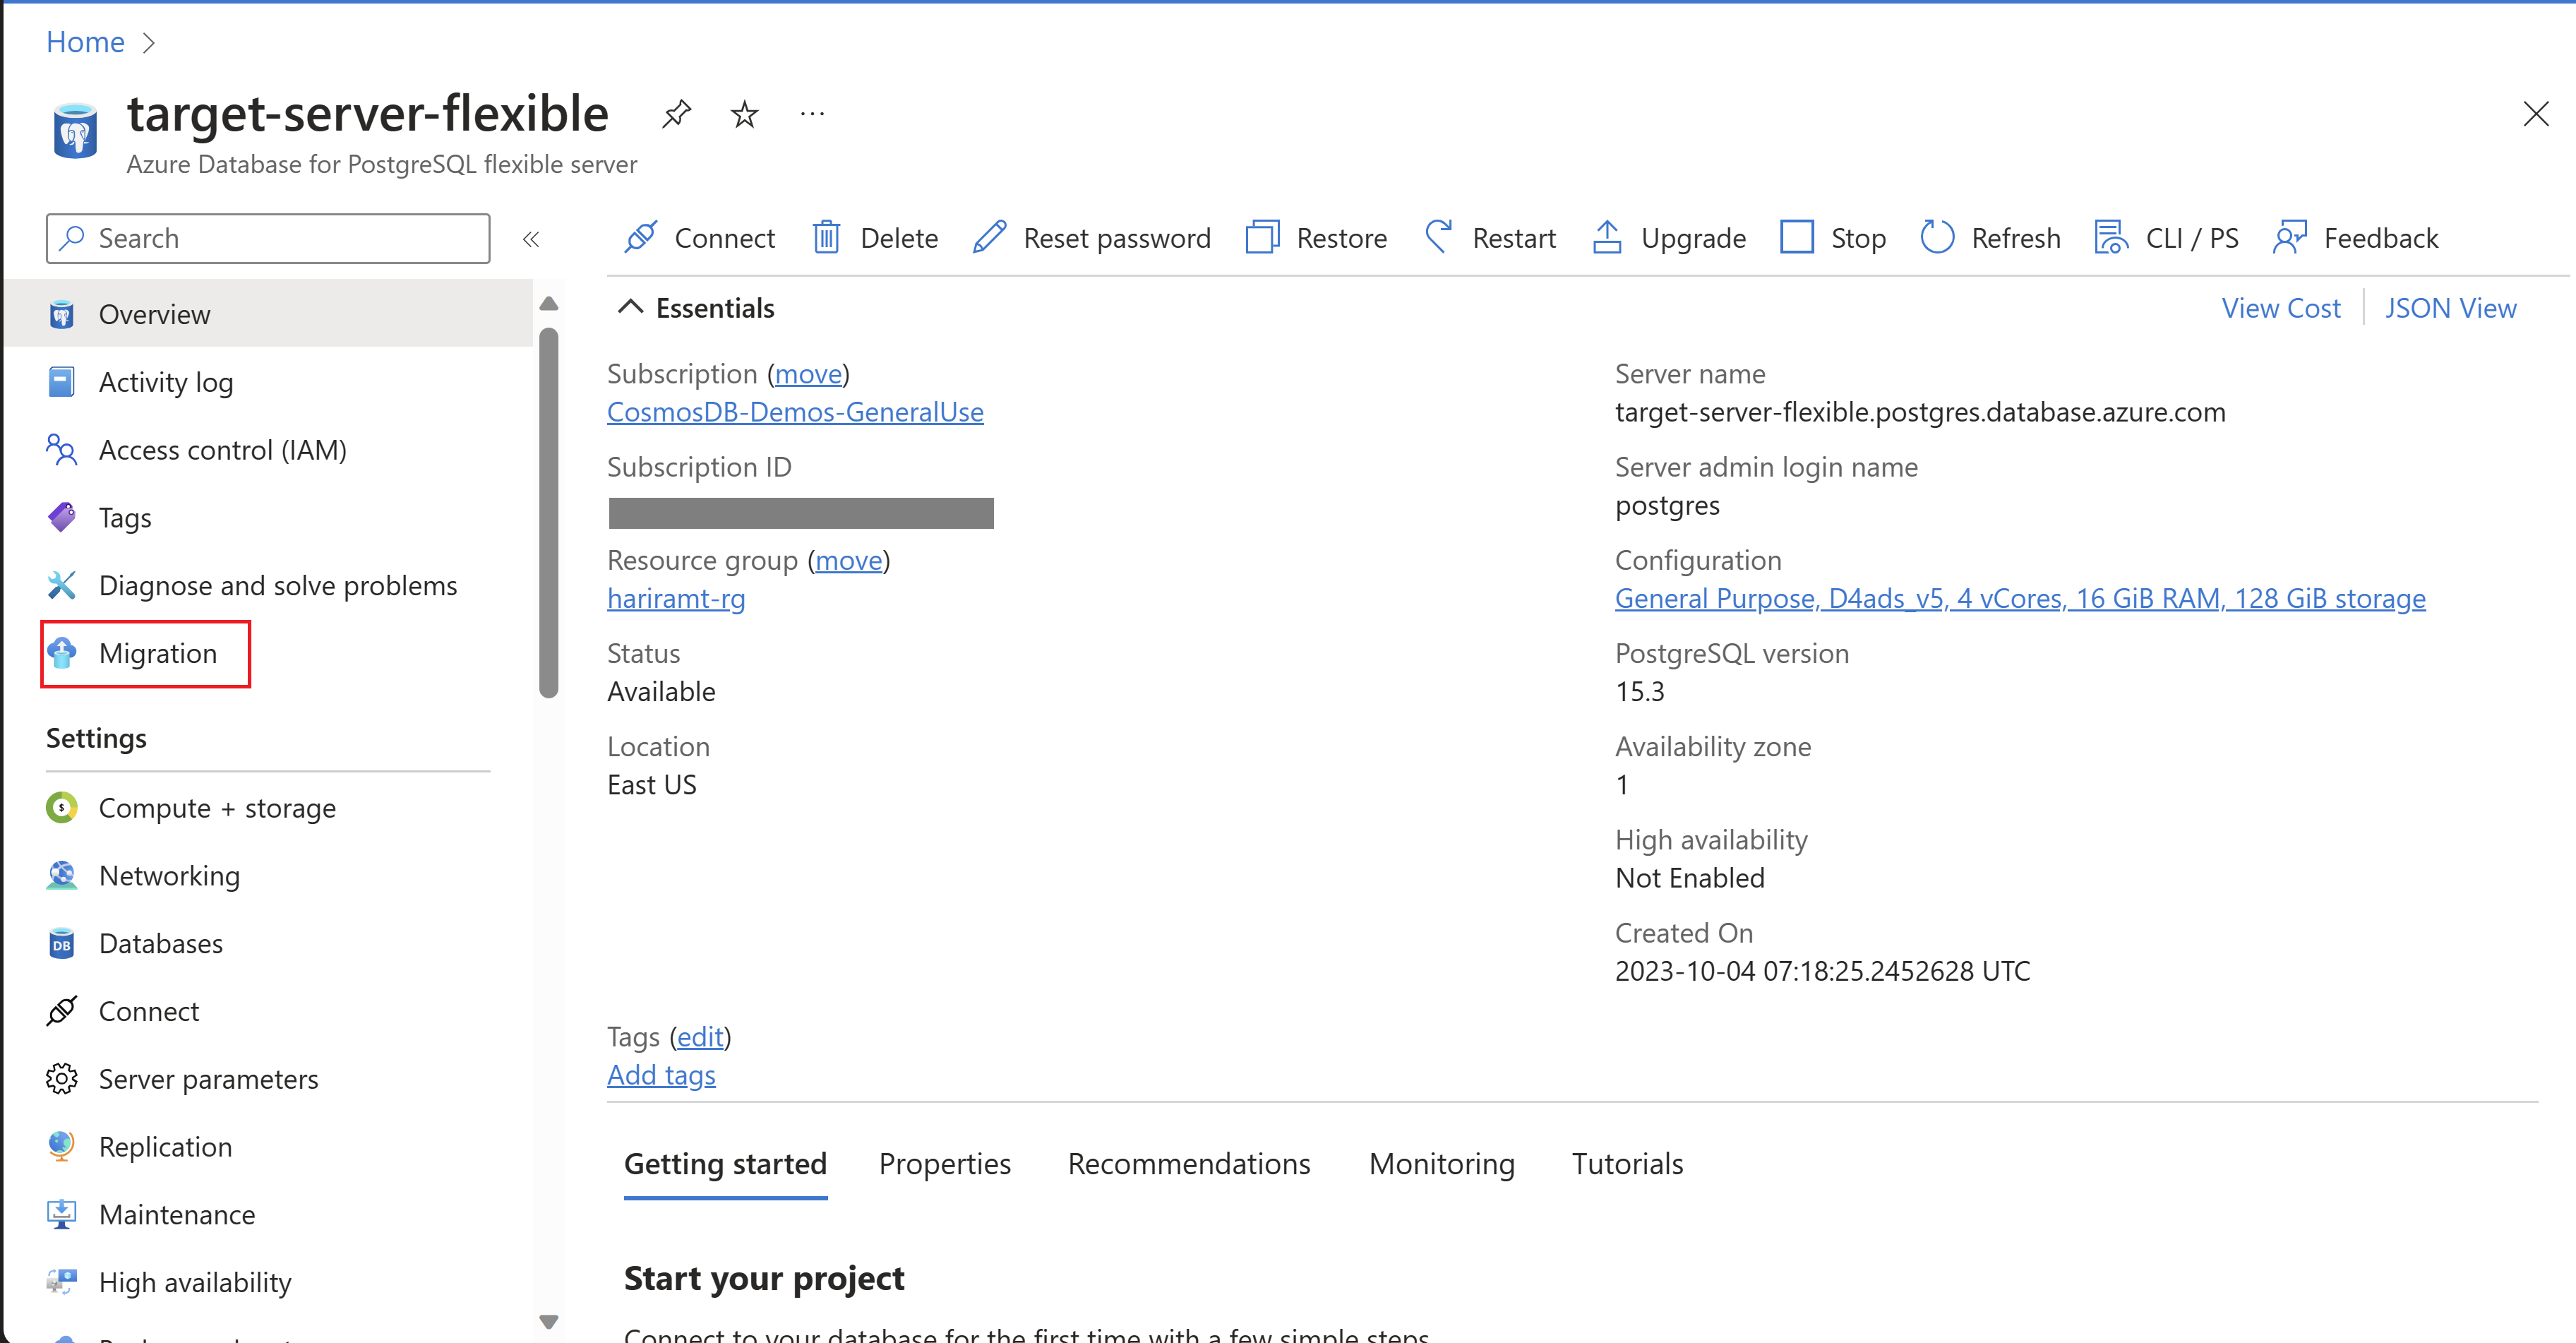 Home
target-server-flexible
Azure Database for PostgreSQL flexible server
Search
Overview
Activity log
Access control (IAM)
Tags
Diagnose and solve problems
Migration
Settings
Compute + storage
Networking
DB
Databases
Connect
Server parameters
Replication
Maintenance
High availability
Connect Delete Reset password Restore Restart Upgrade Stop Refresh CLI / PS Feedback
Essentials
View Cost JSON View
Subscription (move)
CosmosDB-Demos-GeneralUse
Subscription ID
Resource group (move)
hariramt-rg
Status
Available
Location
East US
Server name
target-server-flexible.postgres.database.azure.com
Server admin login name
postgres
Configuration
General Purpose, D4ads_v5, 4 vCores, 16 GiB RAM, 128 GiB storage
PostgreSQL version
15.3
Availability zone
1
High availability
Not Enabled
Created On
2023-10-04 07:18:25.2452628 UTC
Tags (edit)
Add tags
Getting started Properties Recommendations Monitoring Tutorials
Start your project
Connect to your database for the first time with a few simple steps